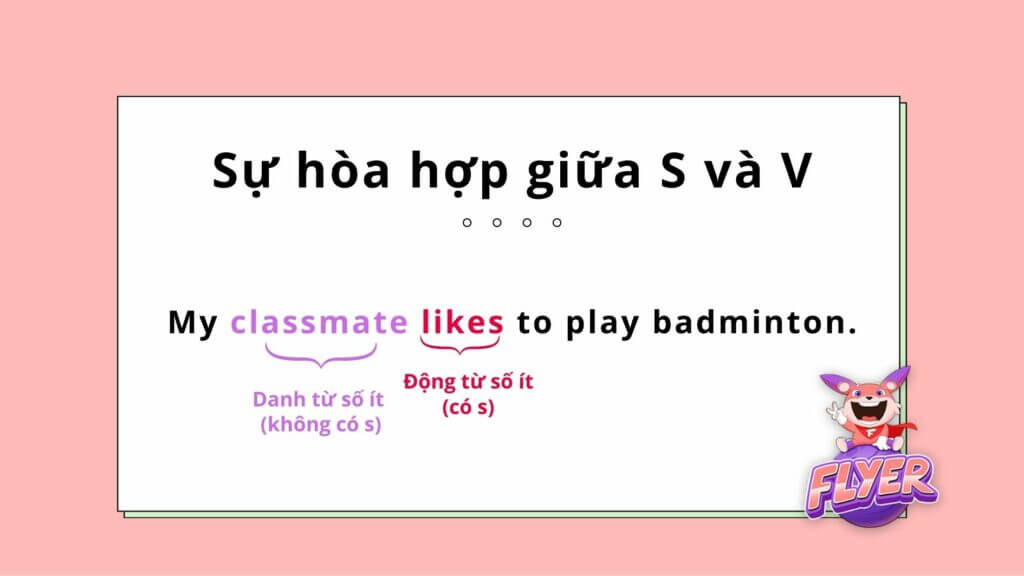 Sự hòa hợp giữa S và V
My classmate likes to play badminton.
Danh từ số ít
(không có s)
Động từ số ít
(có s)
F
FLYER